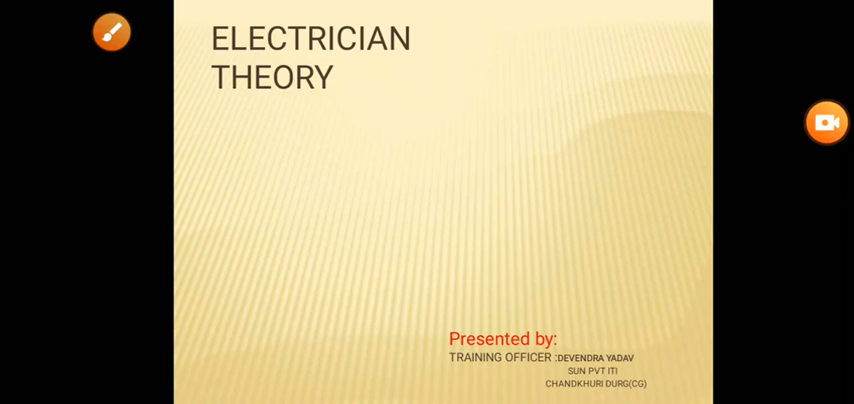 ELECTRICIAN
THEORY
Presented by:
TRAINING OFFICER :DEVENDRA YADAV
SUN PVT ITI
CHANDKHURI DURG(CG)